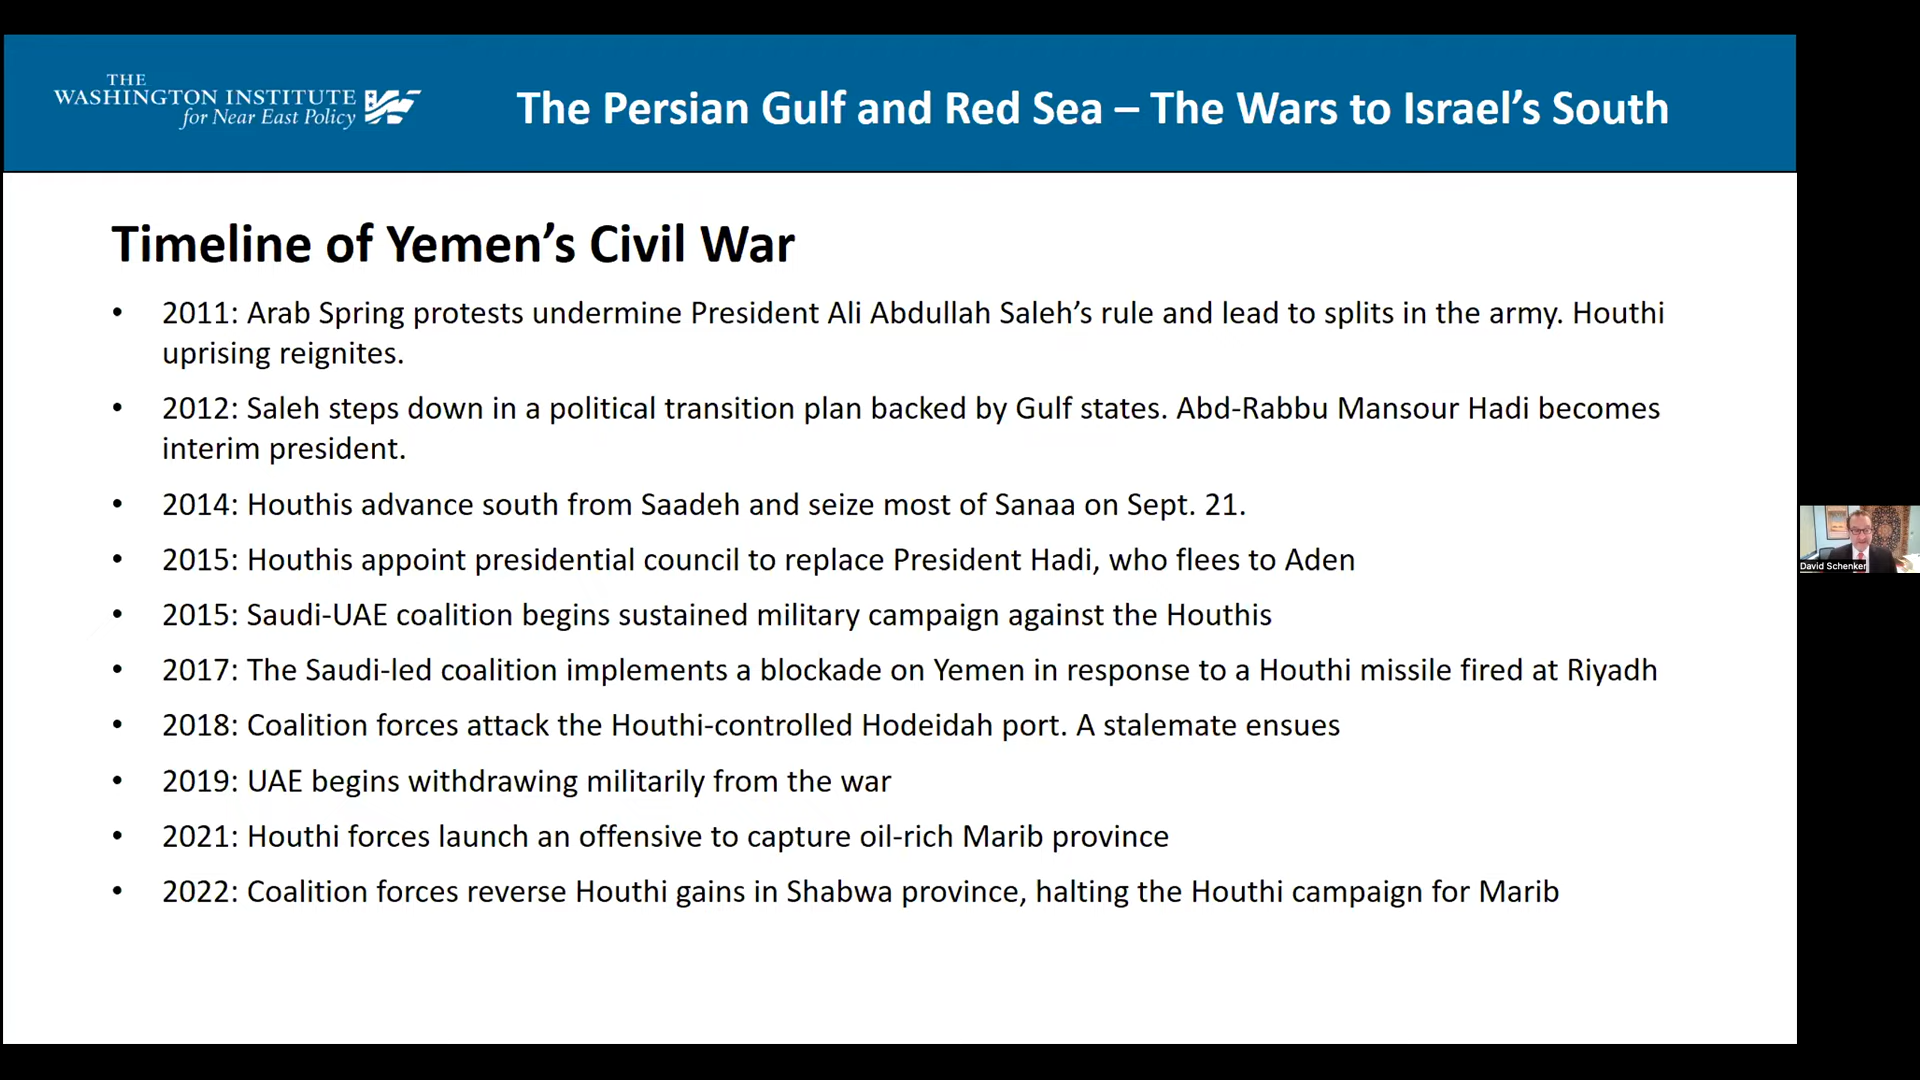 THE
WASHINGTON INSTITUTE
for Near East Policy
The Persian Gulf and Red Sea – The Wars to Israel’s South
Timeline of Yemen’s Civil War
• 2011: Arab Spring protests undermine President Ali Abdullah Saleh’s rule and lead to splits in the army. Houthi
uprising reignites.
• 2012: Saleh steps down in a political transition plan backed by Gulf states. Abd-Rabbu Mansour Hadi becomes
interim president.
• 2014: Houthis advance south from Saadeh and seize most of Sanaa on Sept. 21.
• 2015: Houthis appoint presidential council to replace President Hadi, who flees to Aden
• 2015: Saudi-UAE coalition begins sustained military campaign against the Houthis
• 2017: The Saudi-led coalition implements a blockade on Yemen in response to a Houthi missile fired at Riyadh
• 2018: Coalition forces attack the Houthi-controlled Hodeidah port. A stalemate ensues
• 2019: UAE begins withdrawing militarily from the war
• 2021: Houthi forces launch an offensive to capture oil-rich Marib province
• 2022: Coalition forces reverse Houthi gains in Shabwa province, halting the Houthi campaign for Marib
David Schenker